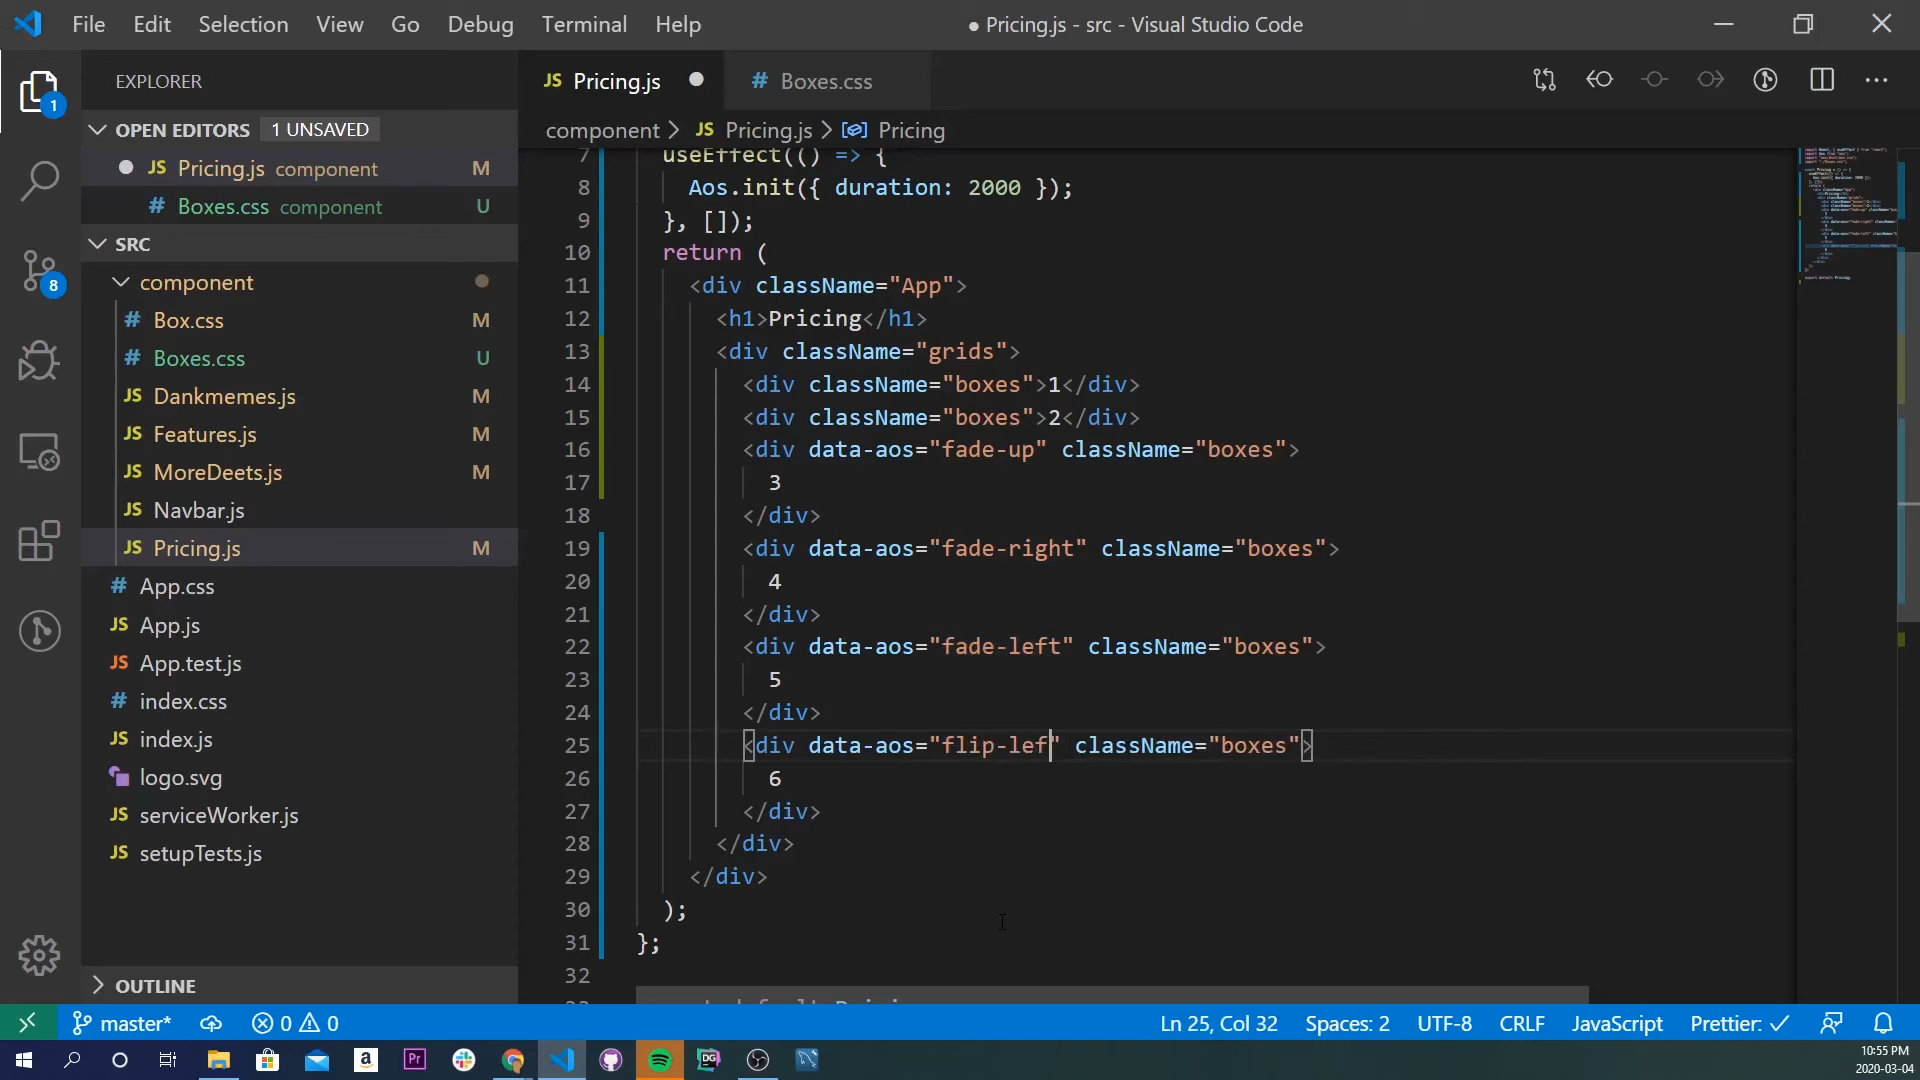 File Edit Selection View Go Debug Terminal Help
● Pricing.js - src - Visual Studio Code
EXPLORER
1
OPEN EDITORS 1 UNSAVED
JS Pricing.js component M
# Boxes.css component U
SRC
component
# Box.css M
# Boxes.css U
JS Dankmemes.js M
JS Features.js M
JS MoreDeets.js M
JS Navbar.js
JS Pricing.js M
# App.css
JS App.js
JS App.test.js
# index.css
JS index.js
logo.svg
JS serviceWorker.js
JS setupTests.js
OUTLINE
8
JS Pricing.js
# Boxes.css
component > JS Pricing.js > Pricing
7 useEffect(() => {
8 Aos.init({ duration: 2000 });
9 }, []);
10 return (
11 <div className="App">
12 <h1>Pricing</h1>
13 <div className="grids">
14 <div className="boxes">1</div>
15 <div className="boxes">2</div>
16 <div data-aos="fade-up" className="boxes">
17 3
18 </div>
19 <div data-aos="fade-right" className="boxes">
20 4
21 </div>
22 <div data-aos="fade-left" className="boxes">
23 5
24 </div>
25 <div data-aos="flip-lef" className="boxes">
26 6
27 </div>
28 </div>
29 </div>
30 );
31 };
32
master* 0 0 Ln 25, Col 32 Spaces: 2 UTF-8 CRLF JavaScript Prettier: ✓
a Pr DG
10:55 PM
2020-03-04